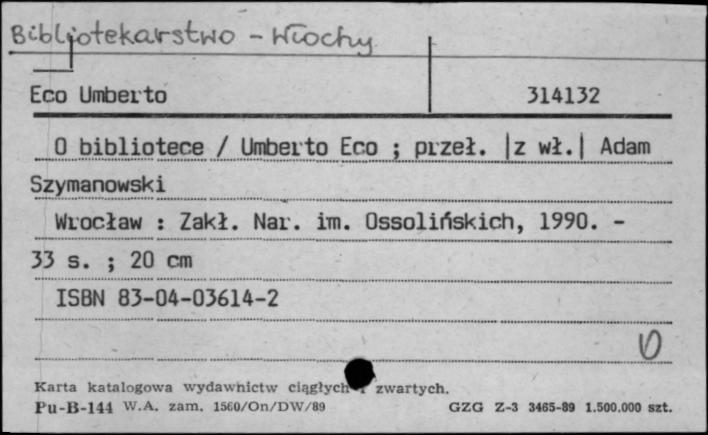 Bibliotekarstwo - Włochy
Eco Umberto 314132
O bibliotece / Umberto Eco ; przeł. |z wł.| Adam
Szymanowski
Wrocław : Zakł. Nar. im. Ossolińskich, 1990. -
33 s. ; 20 cm
ISBN 83-04-03614-2
Karta katalogowa wydawnictw ciągłych i zwartych.
Pu-B-144 W.A. zam. 1560/On/DW/89 GZG Z-3 3465-89 1.500.000 szt.